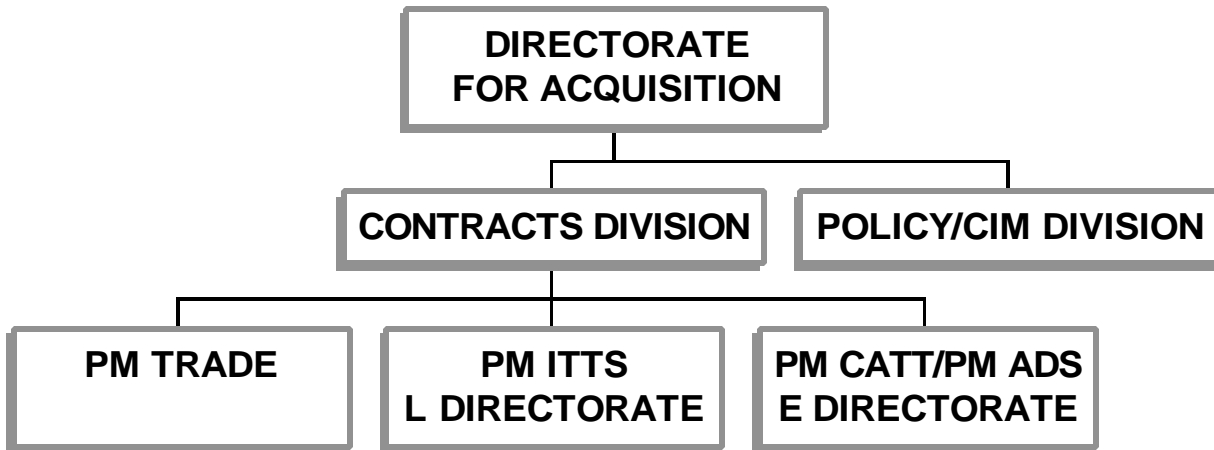 DIRECTORATE
FOR ACQUISITION
CONTRACTS DIVISION
POLICY/CIM DIVISION
PM TRADE
PM ITTS
L DIRECTORATE
PM CATT/PM ADS
E DIRECTORATE